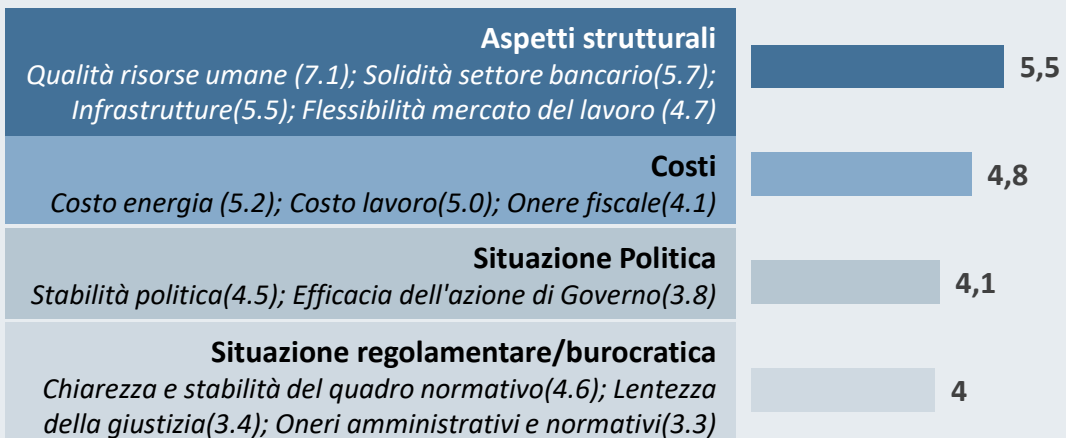 Aspetti strutturali
Qualità risorse umane (7.1); Solidità settore bancario(5.7);
Infrastrutture(5.5); Flessibilità mercato del lavoro (4.7)
5,5
Costi
Costo energia (5.2); Costo lavoro(5.0); Onere fiscale(4.1)
4,8
Situazione Politica
Stabilità politica(4.5); Efficacia dell'azione di Governo(3.8)
4,1
Situazione regolamentare/burocratica
Chiarezza e stabilità del quadro normativo(4.6); Lentezza
della giustizia(3.4); Oneri amministrativi e normativi(3.3)
4